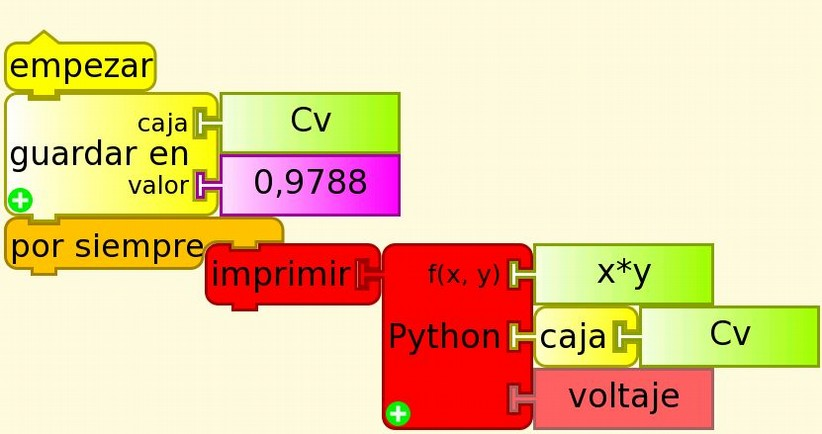 empezar
caja
Cv
guardar en
valor
0,9788
por siempre
imprimir
f(x, y)
x*y
Python
caja
Cv
voltaje